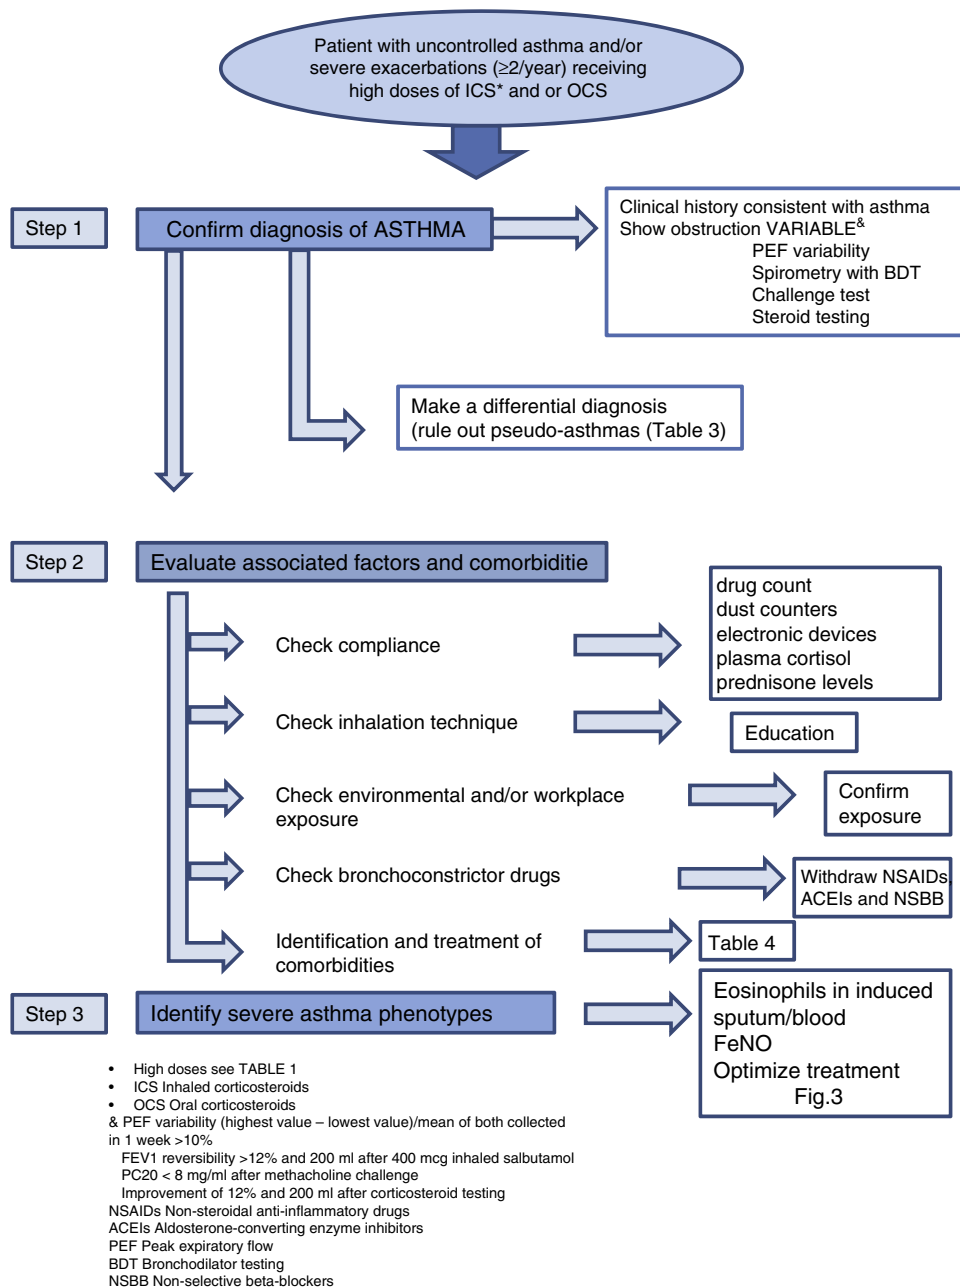 Patient with uncontrolled asthma and/or
severe exacerbations (≥2/year) receiving
high doses of ICS* and or OCS
Step 1
Confirm diagnosis of ASTHMA
Clinical history consistent with asthma
Show obstruction VARIABLE&
PEF variability
Spirometry with BDT
Challenge test
Steroid testing
Make a differential diagnosis
(rule out pseudo-asthmas (Table 3)
Step 2
Evaluate associated factors and comorbiditie
Check compliance
drug count
dust counters
electronic devices
plasma cortisol
prednisone levels
Check inhalation technique
Education
Check environmental and/or workplace
exposure
Confirm
exposure
Check bronchoconstrictor drugs
Withdraw NSAIDs,
ACEIs and NSBB
Identification and treatment of
comorbidities
Table 4
Step 3
Identify severe asthma phenotypes
Eosinophils in induced
sputum/blood
FeNO
Optimize treatment
Fig.3
• High doses see TABLE 1
• ICS Inhaled corticosteroids
• OCS Oral corticosteroids
& PEF variability (highest value – lowest value)/mean of both collected
in 1 week >10%
FEV1 reversibility >12% and 200 ml after 400 mcg inhaled salbutamol
PC20 < 8 mg/ml after methacholine challenge
Improvement of 12% and 200 ml after corticosteroid testing
NSAIDs Non-steroidal anti-inflammatory drugs
ACEIs Aldosterone-converting enzyme inhibitors
PEF Peak expiratory flow
BDT Bronchodilator testing
NSBB Non-selective beta-blockers